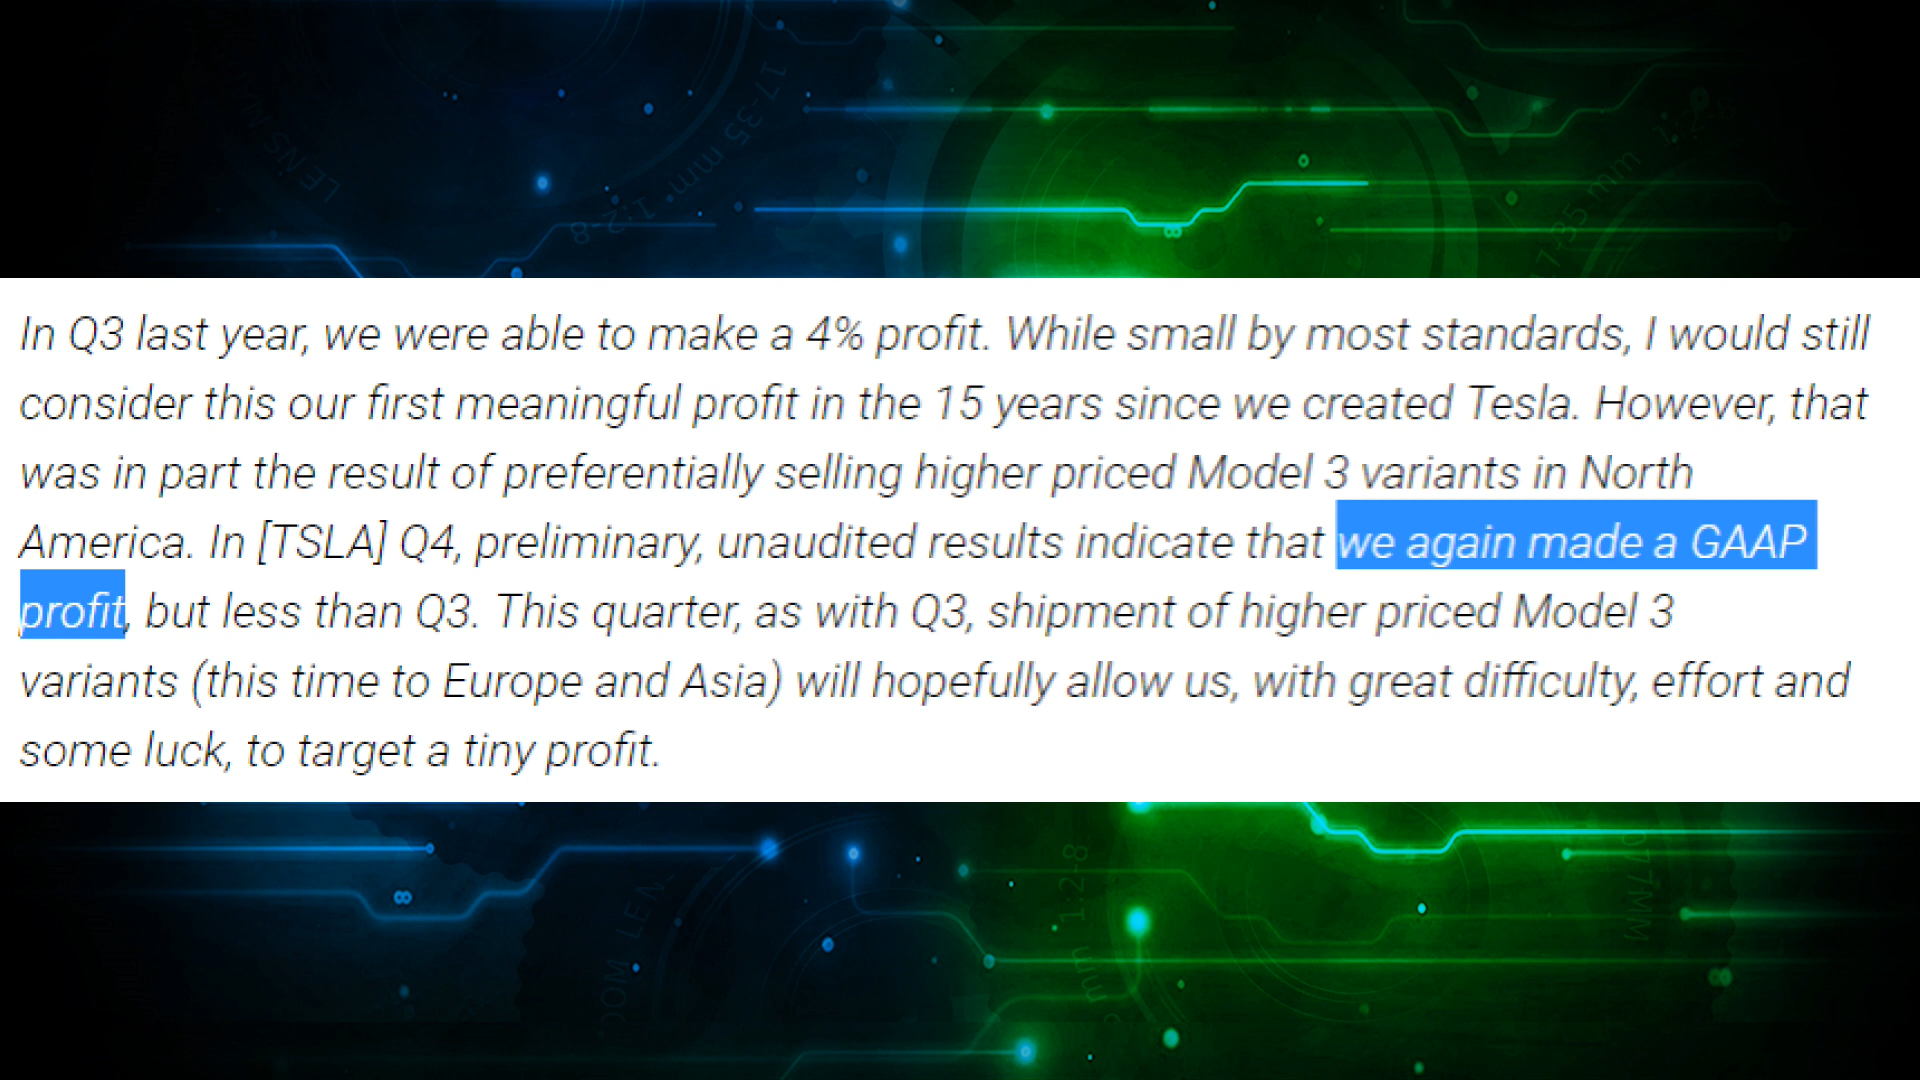 In Q3 last year, we were able to make a 4% profit. While small by most standards, I would still
consider this our first meaningful profit in the 15 years since we created Tesla. However, that
was in part the result of preferentially selling higher priced Model 3 variants in North
America. In [TSLA] Q4, preliminary, unaudited results indicate that we again made a GAAP
profit, but less than Q3. This quarter, as with Q3, shipment of higher priced Model 3
variants (this time to Europe and Asia) will hopefully allow us, with great difficulty, effort and
some luck, to target a tiny profit.